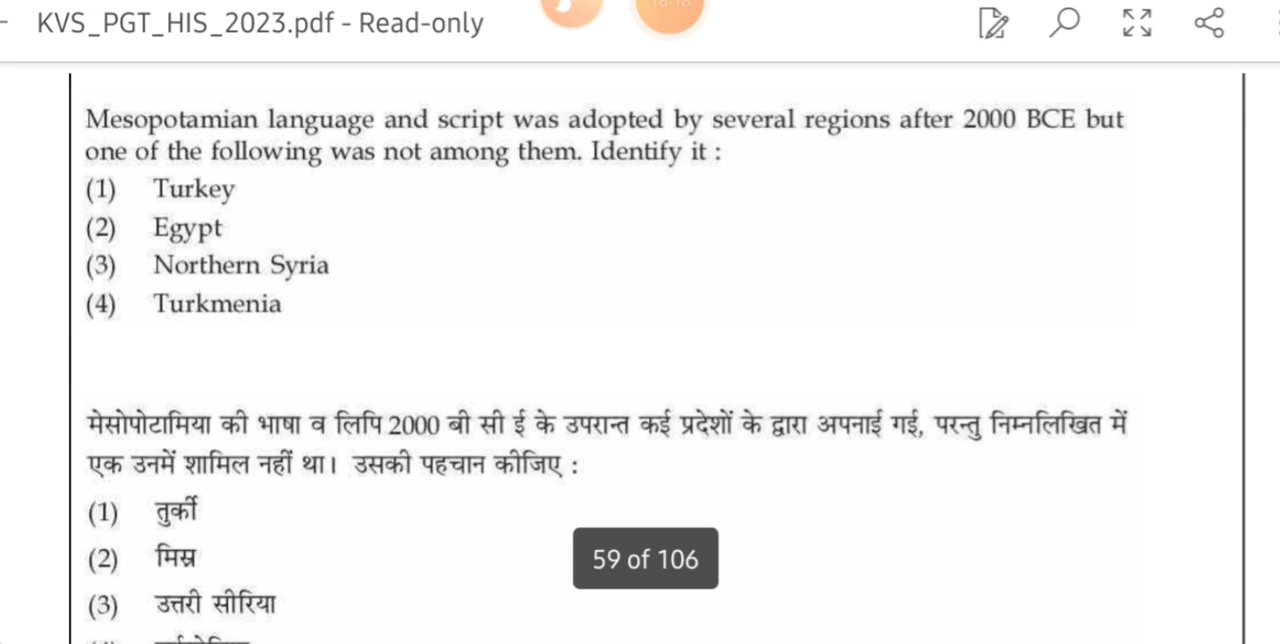 KVS_PGT_HIS_2023.pdf - Read-only
Mesopotamian language and script was adopted by several regions after 2000 BCE but
one of the following was not among them. Identify it :
(1) Turkey
(2) Egypt
(3) Northern Syria
(4) Turkmenia
मेसोपोटामिया की भाषा व लिपि 2000 बी सी ई के उपरान्त कई प्रदेशों के द्वारा अपनाई गई, परन्तु निम्नलिखित में
एक उनमें शामिल नहीं था। उसकी पहचान कीजिए :
(1) तुर्की
(2) मिस्र
59 of 106
(3) उत्तरी सीरिया